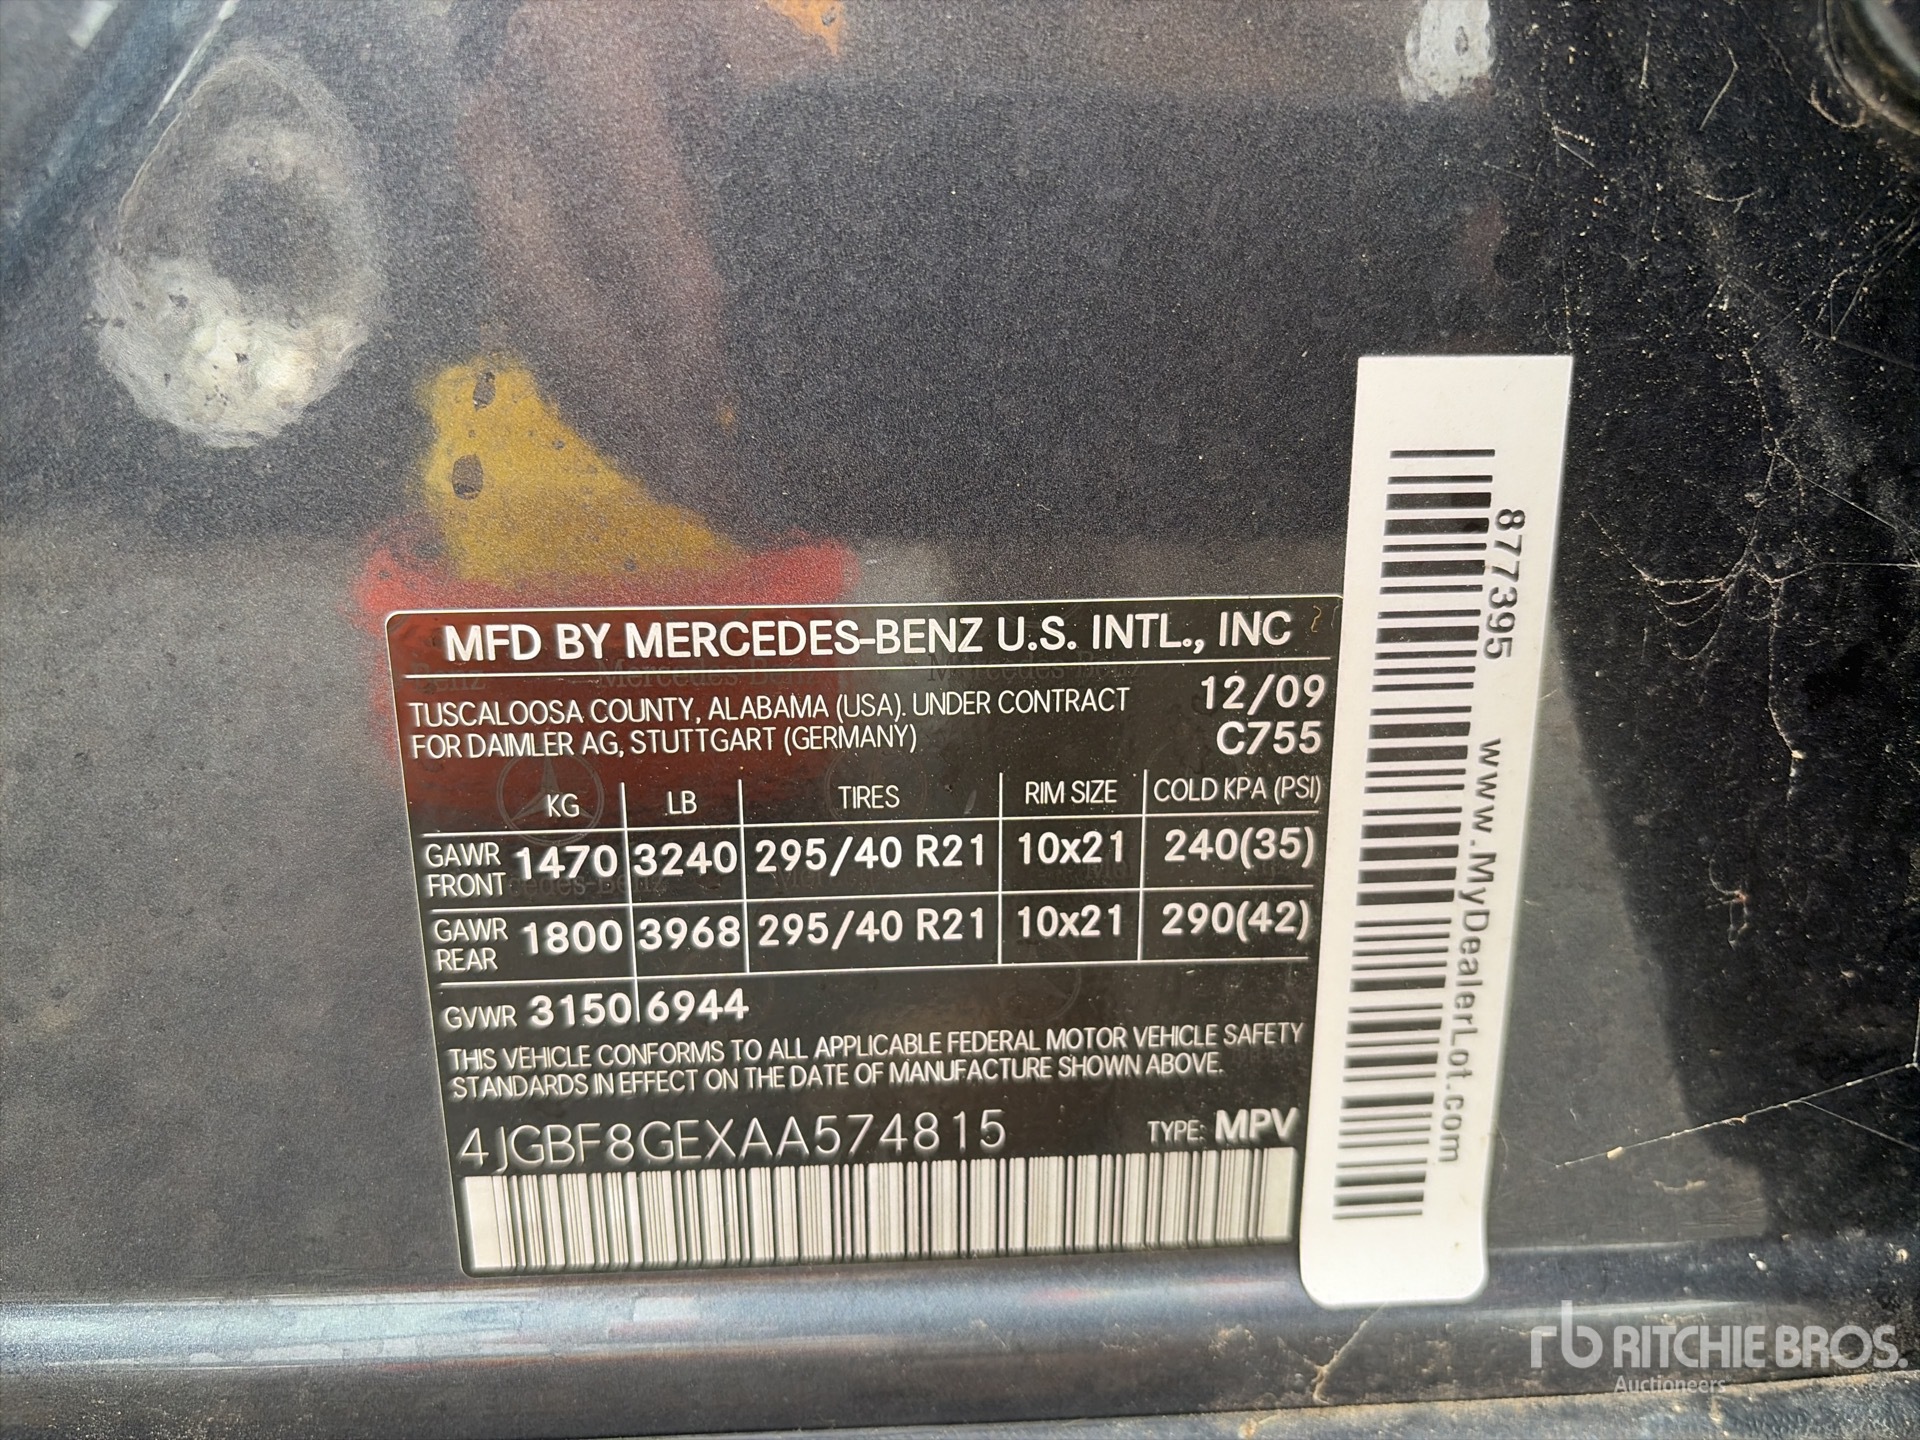 MFD BY MERCEDES-BENZ U.S. INTL., INC
TUSCALOOSA COUNTY, ALABAMA (USA). UNDER CONTRACT
FOR DAIMLER AG, STUTTGART (GERMANY)
12/09
C755
KG LB TIRES RIM SIZE COLD KPA (PSI)
GAWR FRONT 1470 3240 295/40 R21 10x21 240(35)
GAWR REAR 1800 3968 295/40 R21 10x21 290(42)
GVWR 3150 6944
THIS VEHICLE CONFORMS TO ALL APPLICABLE FEDERAL MOTOR VEHICLE SAFETY
STANDARDS IN EFFECT ON THE DATE OF MANUFACTURE SHOWN ABOVE.
4JGBF8GEXAA574815 TYPE: MPV
877395 www.MyDealerLot.com
rb RITCHIE BROS.
Auctioneers